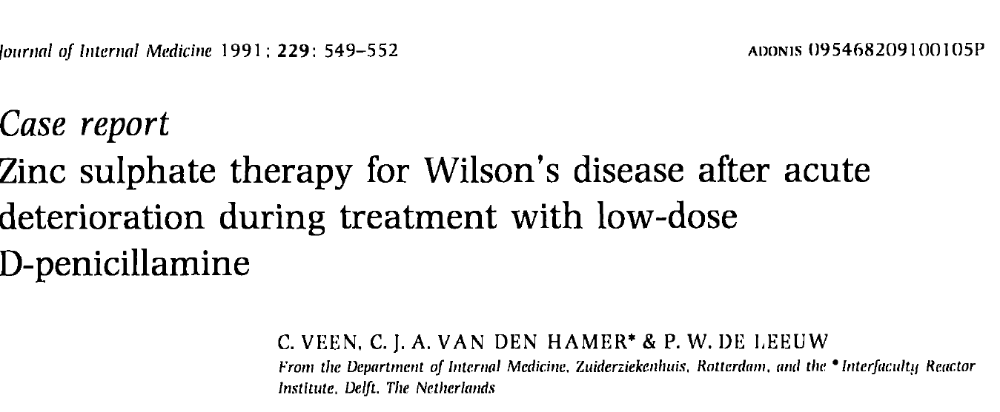 Journal of Internal Medicine 1991; 229: 549–552
ADONIS 095468209100105P
Case report
Zinc sulphate therapy for Wilson's disease after acute
deterioration during treatment with low-dose
D-penicillamine
C. VEEN, C. J. A. VAN DEN HAMER* & P. W. DE LEEUW
From the Department of Internal Medicine, Zuiderziekenhuis, Rotterdam, and the *Interfaculty Reactor
Institute, Delft, The Netherlands